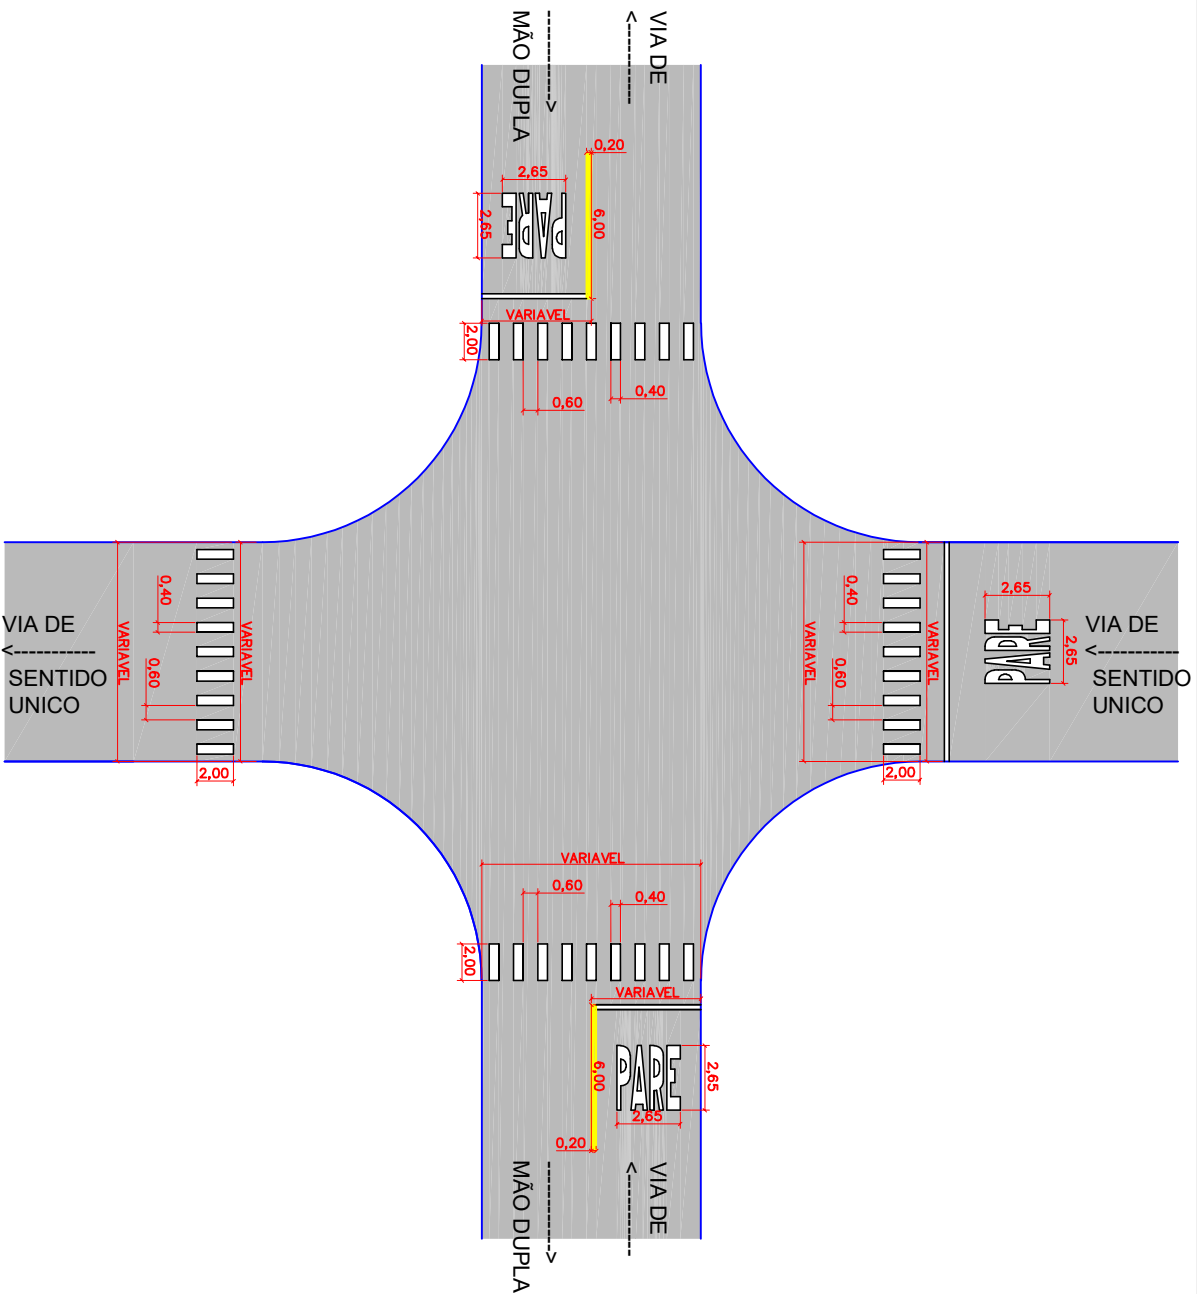 VIA DE
MÃO DUPLA
0,20
2,65
PARE
2,65
6,00
VARIAVEL
2,00
0,60
0,40
VIA DE
SENTIDO
UNICO
0,40
0,60
VARIAVEL
VARIAVEL
2,00
0,40
0,60
VARIAVEL
VARIAVEL
2,00
2,65
PARE
2,65
VIA DE
SENTIDO
UNICO
VARIAVEL
0,60
0,40
2,00
VARIAVEL
6,00
PARE
2,65
2,65
0,20
VIA DE
MÃO DUPLA